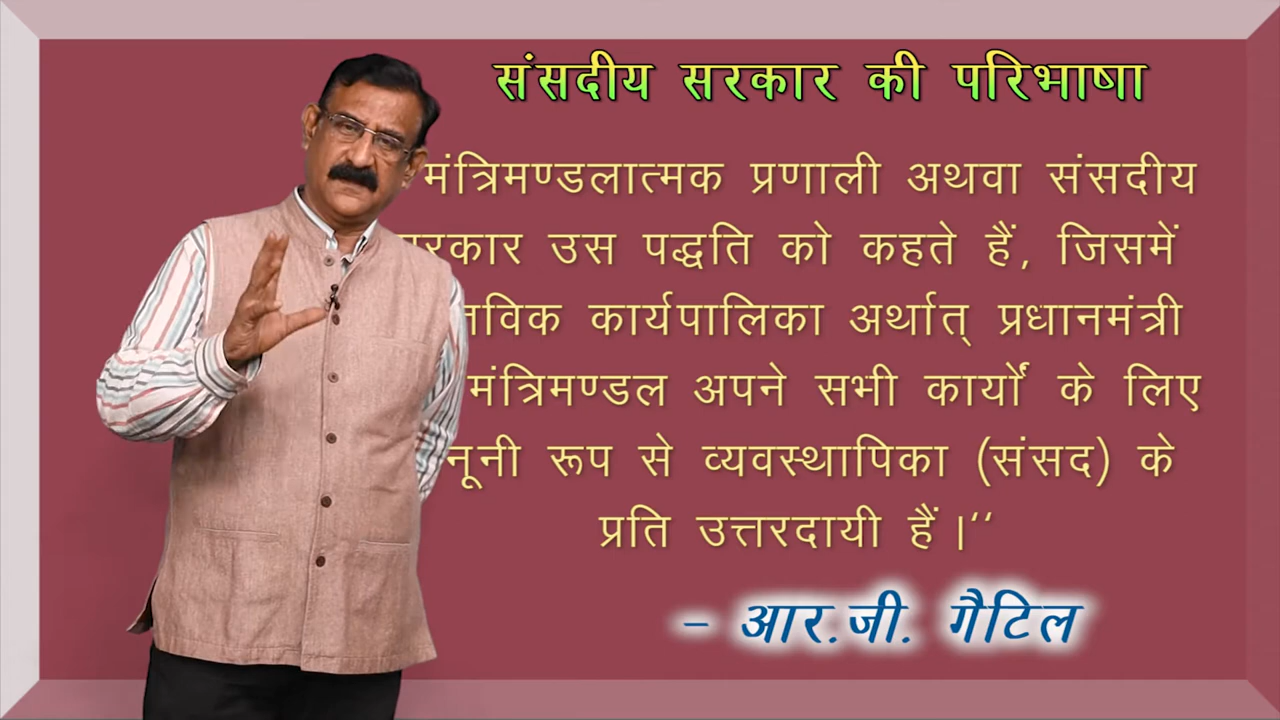 संसदीय सरकार की परिभाषा
मंत्रिमण्डलात्मक प्रणाली अथवा संसदीय
उस पद्धति को कहते हैं, जिसमें
कार्यपालिका अर्थात् प्रधानमंत्री
मंत्रिमण्डल अपने सभी कार्यों के लिए
रूप से व्यवस्थापिका (संसद) के
प्रति उत्तरदायी हैं।‘‘
– आर.जी. गैटिल